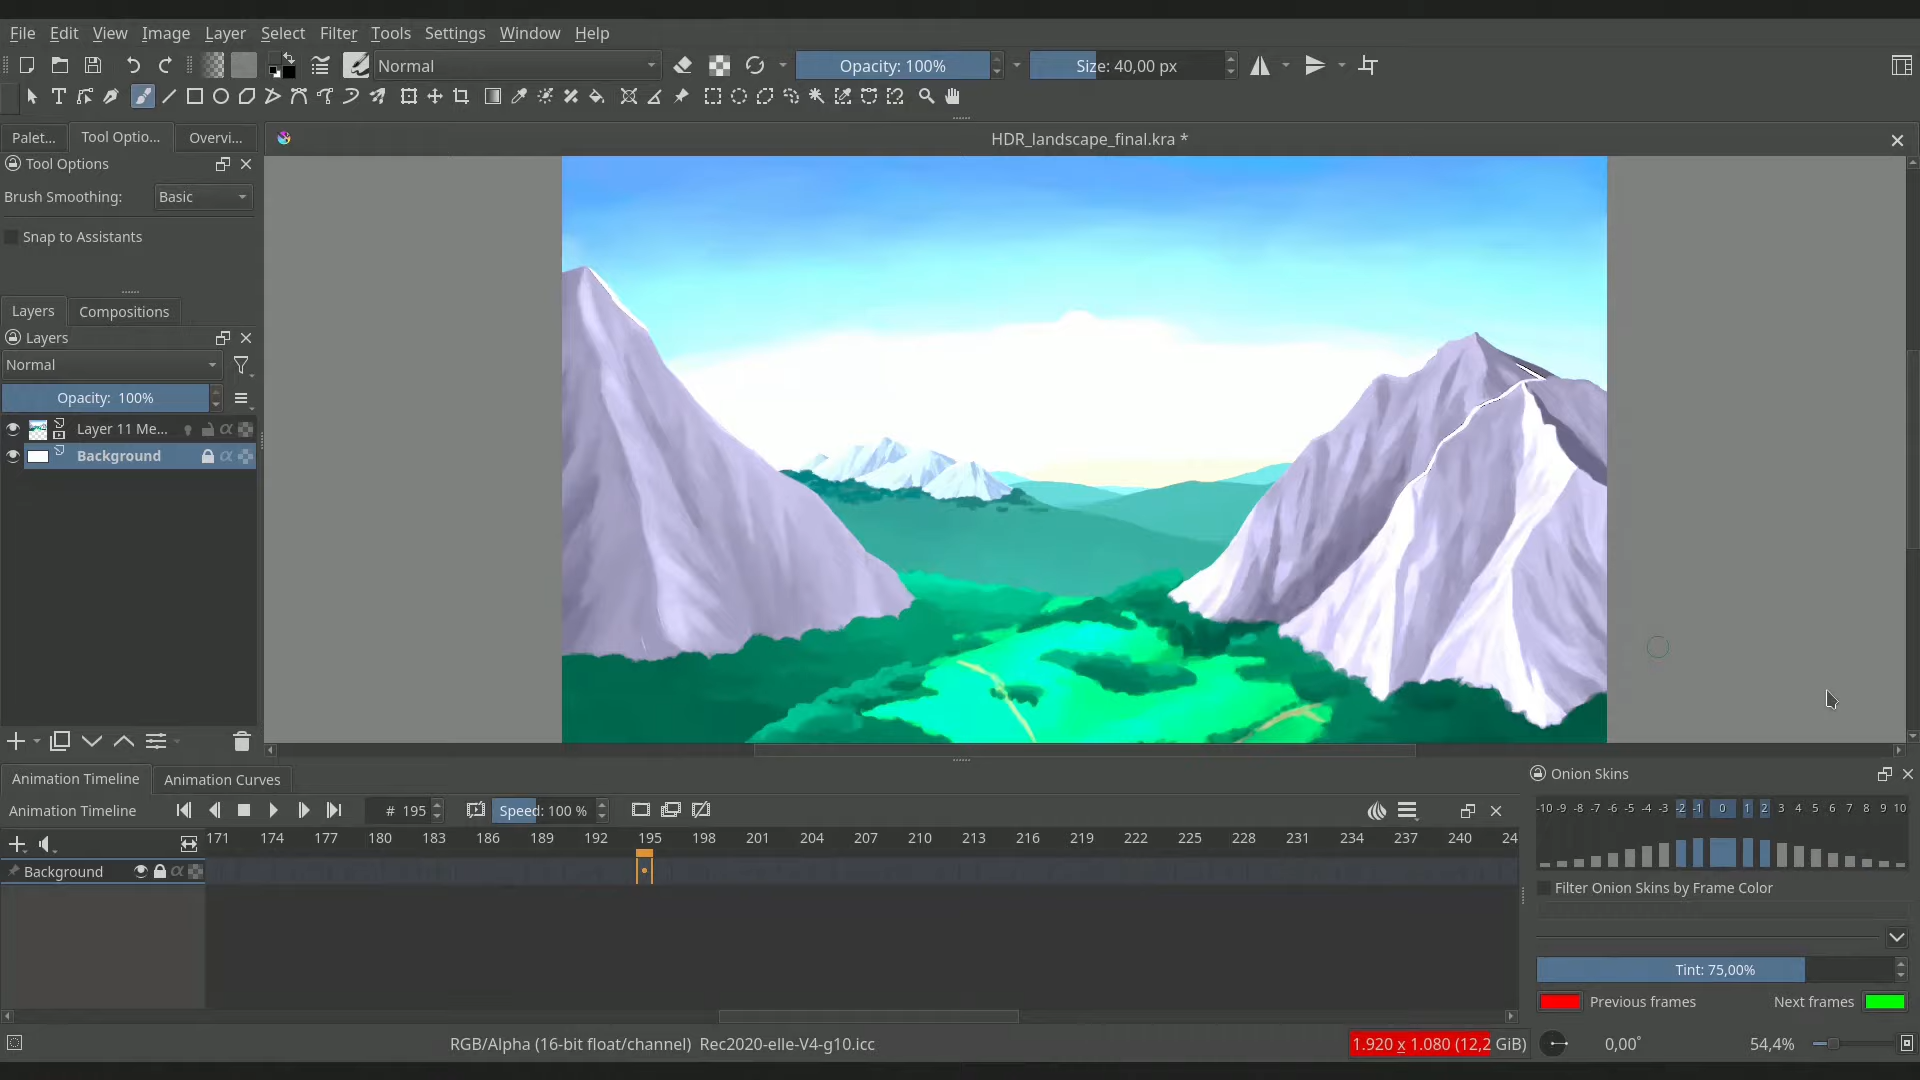 File Edit View Image Layer Select Filter Tools Settings Window Help
Normal
Opacity: 100%
Size: 40,00 px
Palet... Tool Optio... Overvi...
HDR_landscape_final.kra *
Tool Options
Brush Smoothing: Basic
Snap to Assistants
Layers Compositions
Layers
Normal
Opacity: 100%
Layer 11 Me...
Background
Animation Timeline Animation Curves
Animation Timeline
# 195
Speed: 100 %
171 174 177 180 183 186 189 192 195 198 201 204 207 210 213 216 219 222 225 228 231 234 237 240 24
Background
Onion Skins
-10 -9 -8 -7 -6 -5 -4 -3 -2 -1 0 1 2 3 4 5 6 7 8 9 10
Filter Onion Skins by Frame Color
Tint: 75,00%
Previous frames Next frames
RGB/Alpha (16-bit float/channel) Rec2020-elle-V4-g10.icc
1.920 x 1.080 (12,2 GiB)
0,00°
54,4%